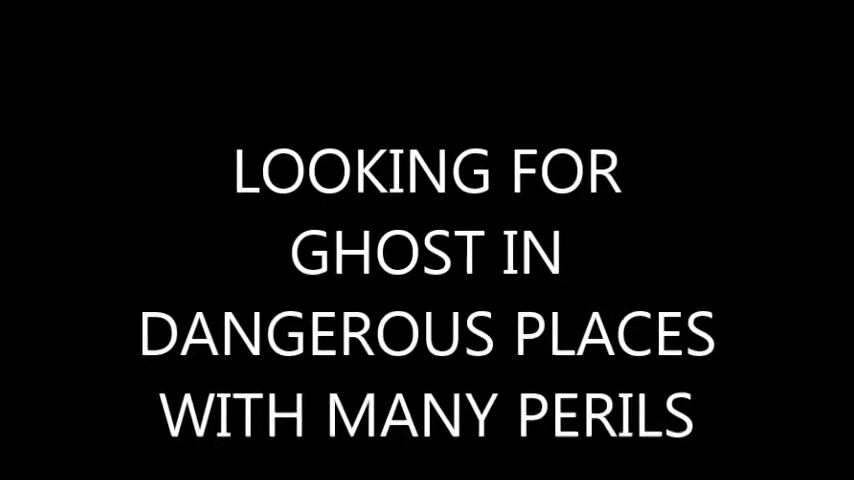 LOOKING FOR
GHOST IN
DANGEROUS PLACES
WITH MANY PERILS